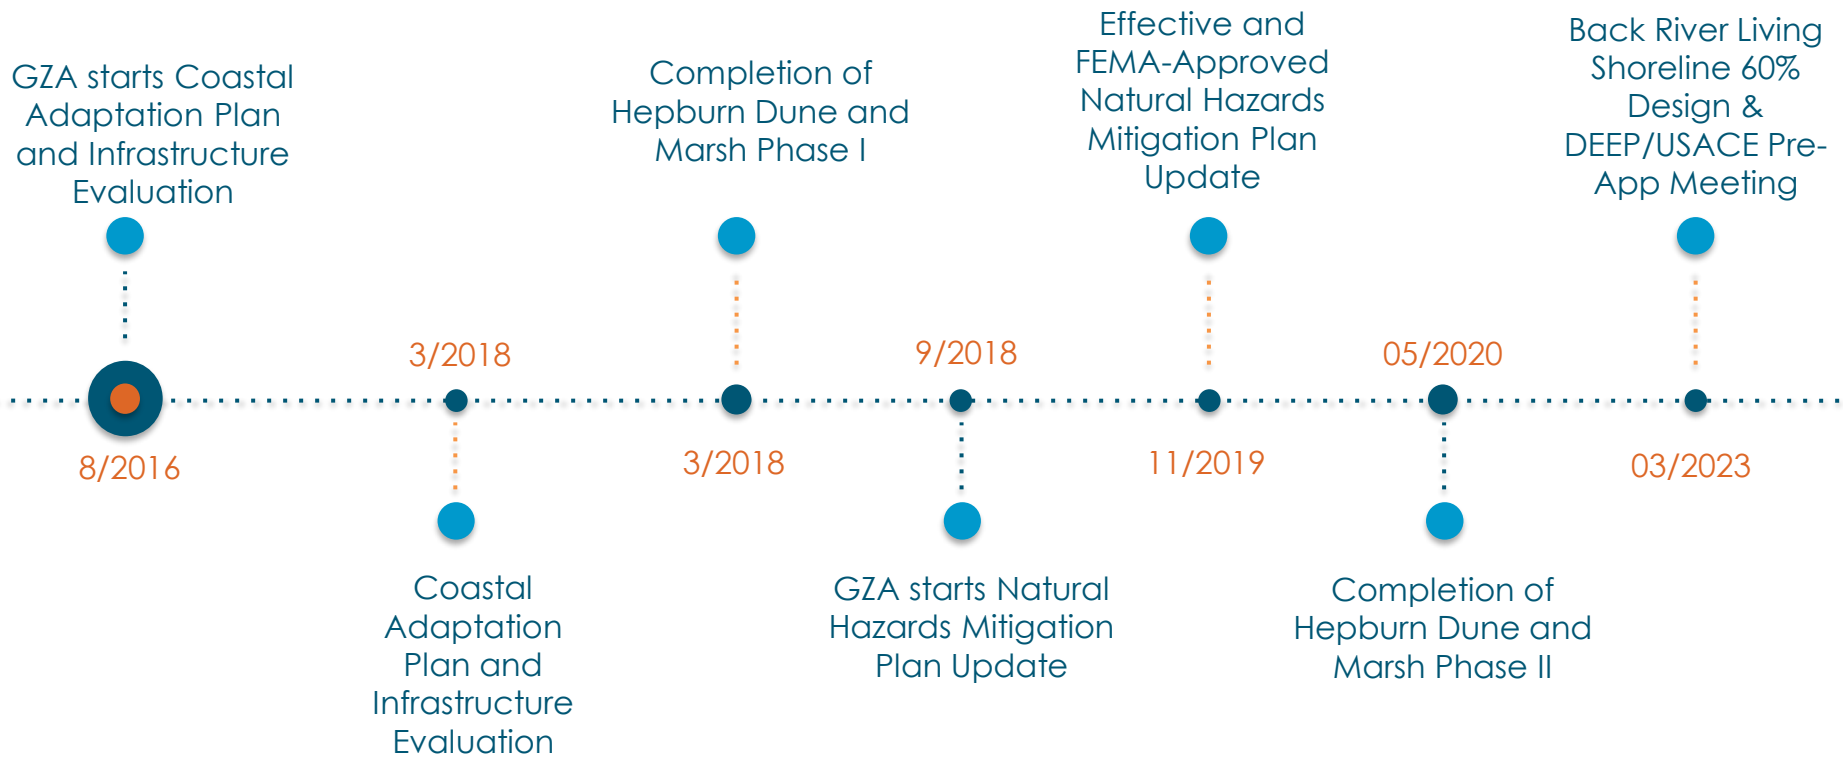 GZA starts Coastal
Adaptation Plan
and Infrastructure
Evaluation
8/2016
3/2018
Coastal
Adaptation
Plan and
Infrastructure
Evaluation
Completion of
Hepburn Dune and
Marsh Phase I
3/2018
9/2018
GZA starts Natural
Hazards Mitigation
Plan Update
Effective and
FEMA-Approved
Natural Hazards
Mitigation Plan
Update
11/2019
05/2020
Completion of
Hepburn Dune and
Marsh Phase II
Back River Living
Shoreline 60%
Design &
DEEP/USACE Pre-
App Meeting
03/2023